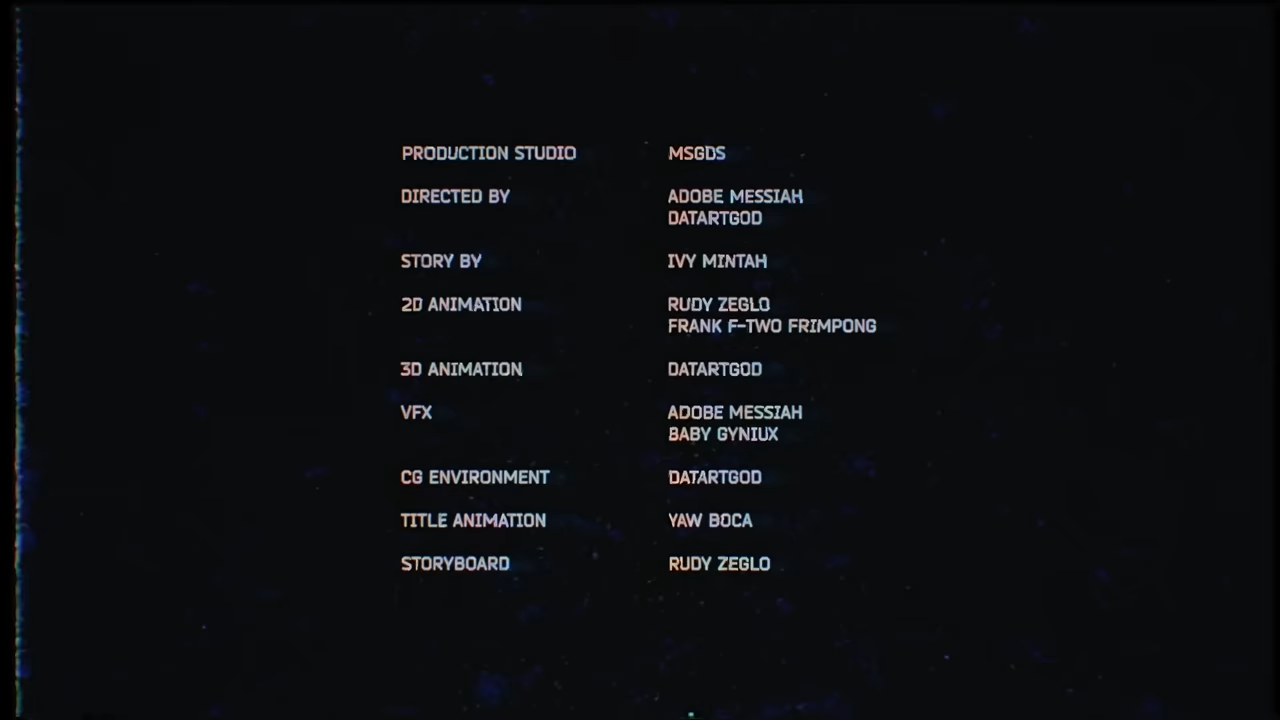 PRODUCTION STUDIO MSGDS
DIRECTED BY ADOBE MESSIAH
DATARTGOD
STORY BY IVY MINTAH
2D ANIMATION RUDY ZEGLO
FRANK F-TWO FRIMPONG
3D ANIMATION DATARTGOD
VFX ADOBE MESSIAH
BABY GYNIUX
CG ENVIRONMENT DATARTGOD
TITLE ANIMATION YAW BOCA
STORYBOARD RUDY ZEGLO